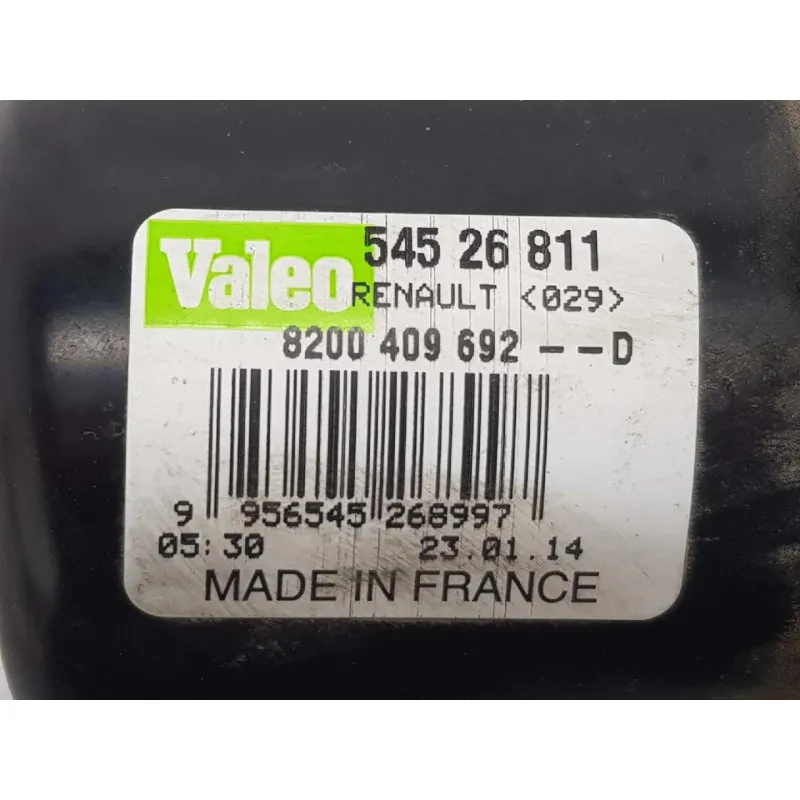 Valeo 545 26 811
RENAULT <029>
8200 409 692 --D
9 956545 268997
05:30 23.01.14
MADE IN FRANCE